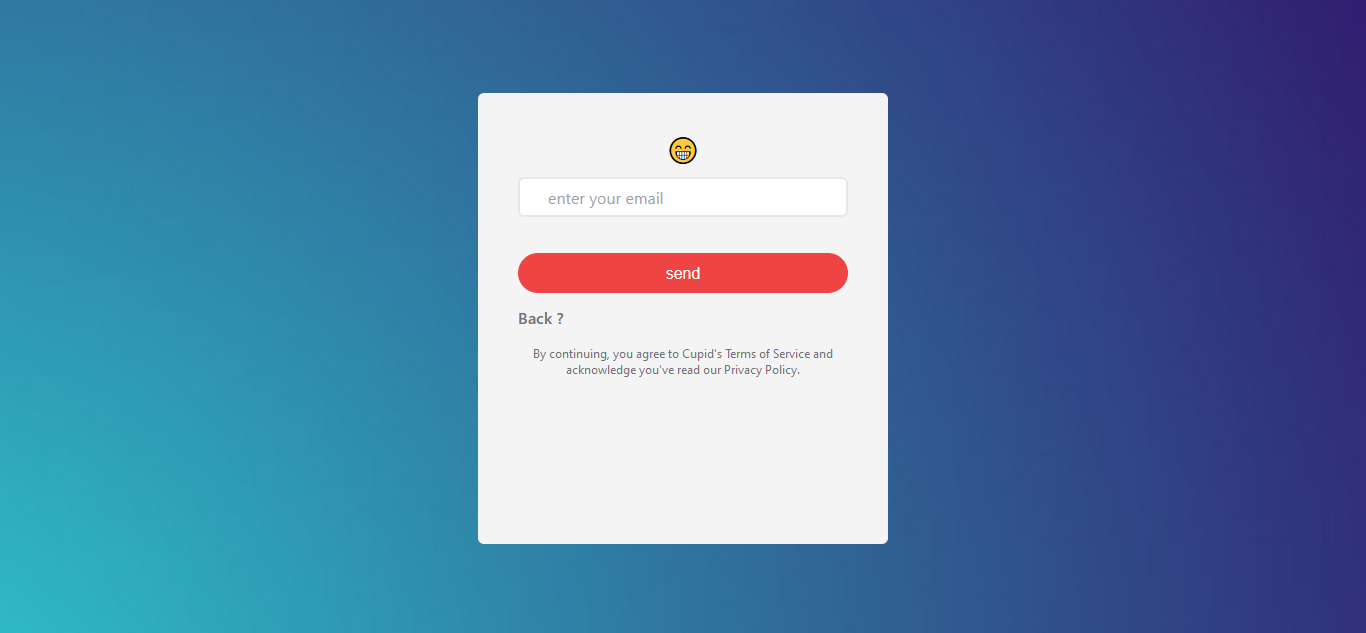 enter your email
send
Back ?
By continuing, you agree to Cupid's Terms of Service and
acknowledge you've read our Privacy Policy.